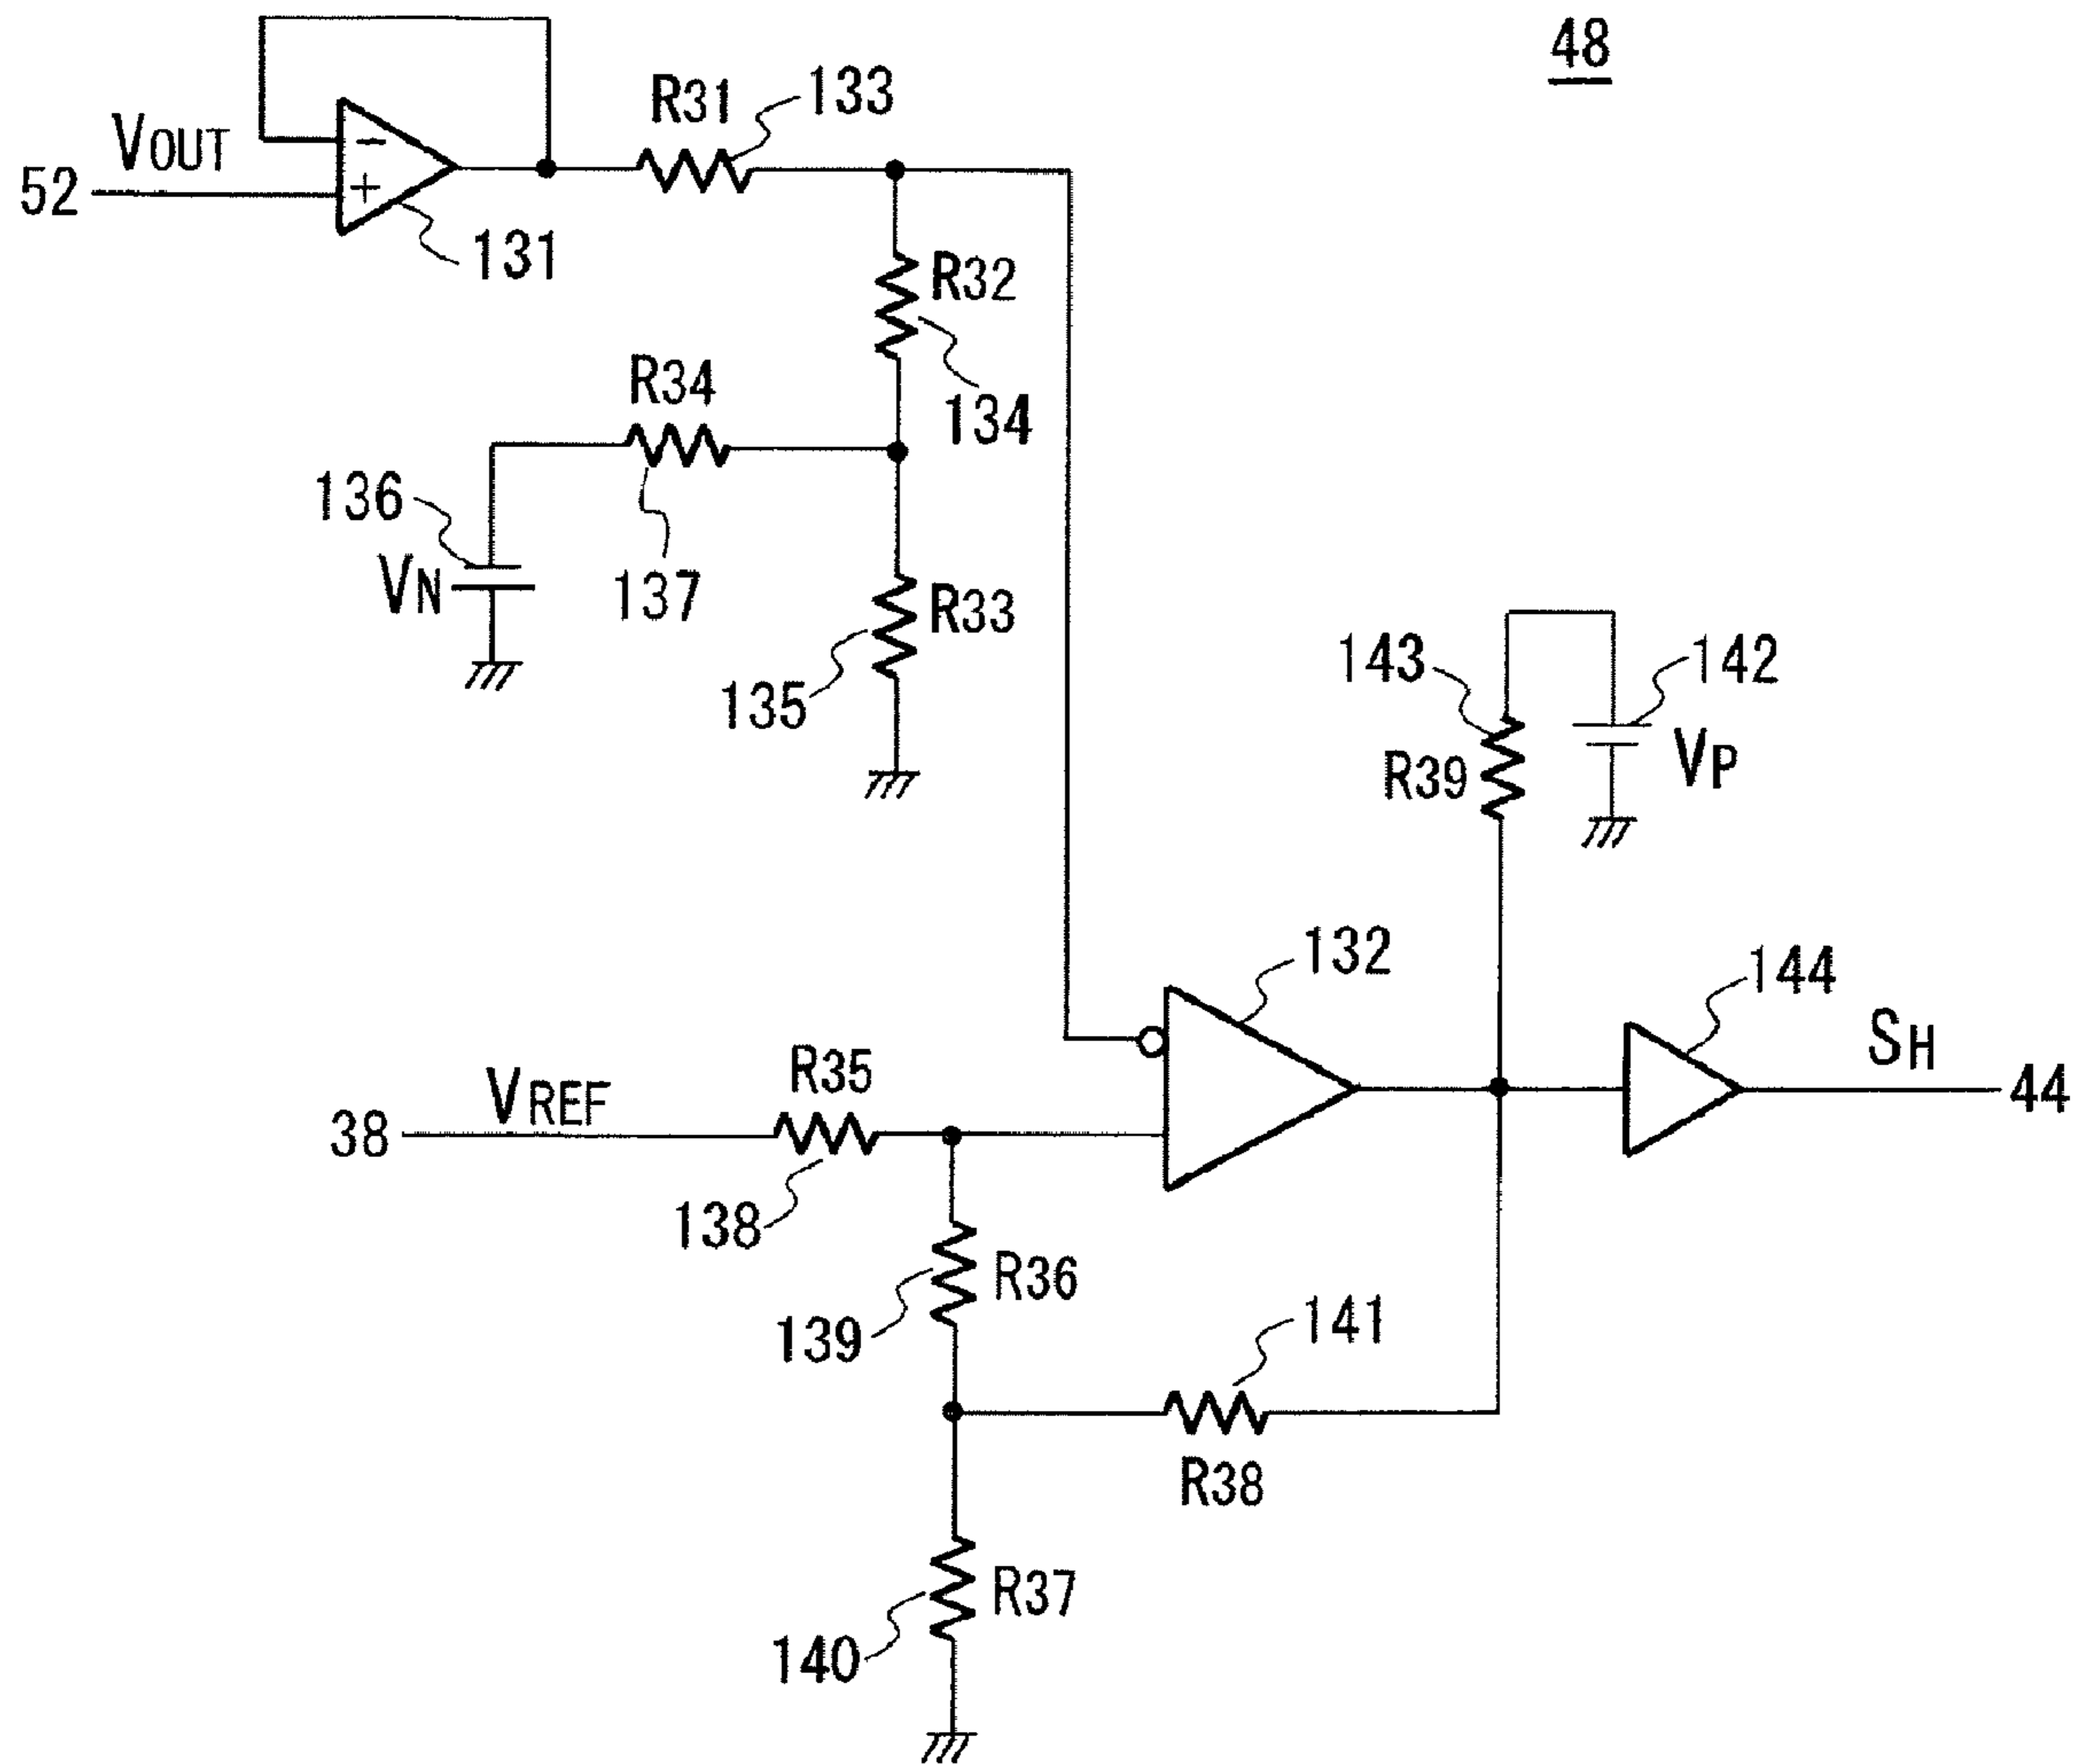 48
R31
133
VOUT
52
−
+
131
R32
134
R34
136
VN
137
R33
135
143
142
R39
VP
132
144
SH
44
R35
VREF
38
138
R36
139
141
R38
R37
140